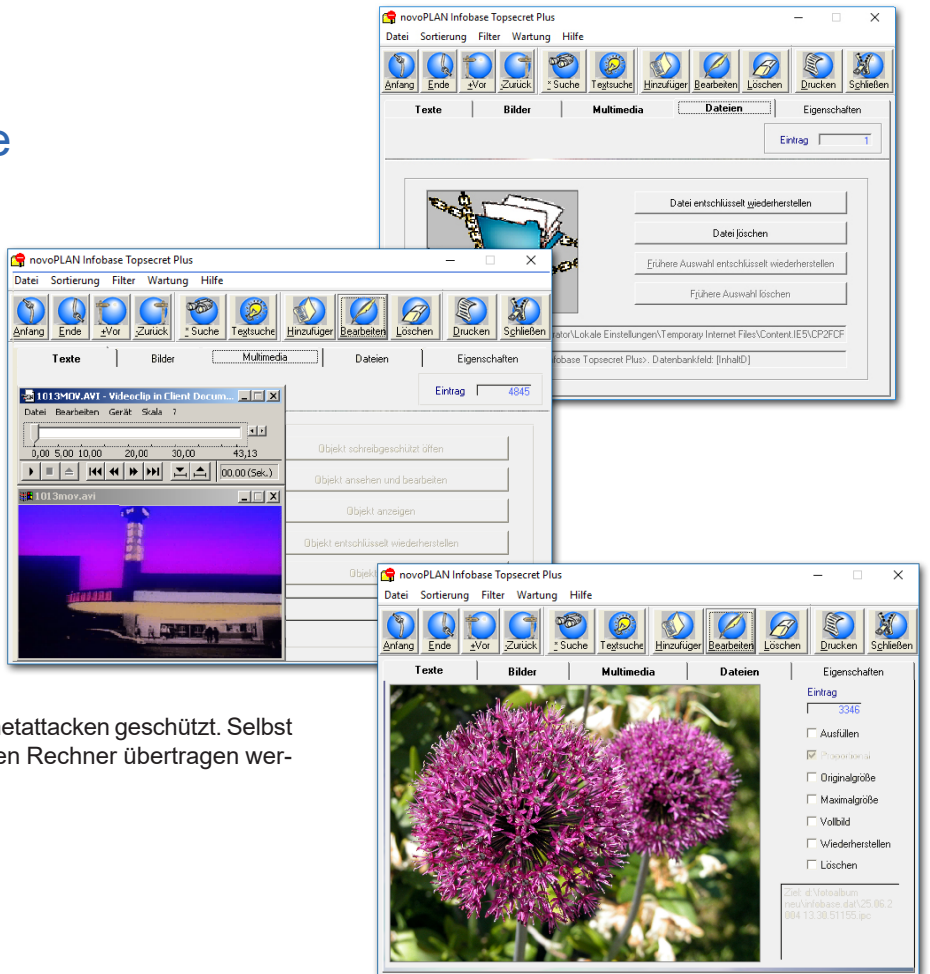 novoPLAN Infobase Topsecret Plus
Datei Sortierung Filter Wartung Hilfe
Anfang Ende +Vor -Zurück * Suche Textsuche Hinzufüger Bearbeiten Löschen Drucken Schließen
Texte Bilder Multimedia Dateien Eigenschaften
Eintrag 1
e
Datei entschlüsselt wiederherstellen
Datei löschen
Frühere Auswahl entschlüsselt wiederherstellen
Frühere Auswahl löschen
rator\Lokale Einstellungen\Temporary Internet Files\Content.IE5\CP2FCF
fobase Topsecret Plus>. Datenbankfeld: [InhaltD]
novoPLAN Infobase Topsecret Plus
Datei Sortierung Filter Wartung Hilfe
Anfang Ende +Vor -Zurück * Suche Textsuche Hinzufüger Bearbeiten Löschen Drucken Schließen
Texte Bilder Multimedia Dateien Eigenschaften
Eintrag 4845
1013MOV.AVI - Videoclip in Client Docum...
Datei Bearbeiten Gerät Skala ?
0,00 5,00 10,00 20,00 30,00 43,13
00,00 (Sek.)
1013mov.avi
Objekt schreibgeschützt öffen
Objekt ansehen und bearbeiten
Objekt anzeigen
Objekt entschlüsselt wiederherstellen
Objekt
novoPLAN Infobase Topsecret Plus
Datei Sortierung Filter Wartung Hilfe
Anfang Ende +Vor -Zurück * Suche Textsuche Hinzufüger Bearbeiten Löschen Drucken Schließen
Texte Bilder Multimedia Dateien Eigenschaften
Eintrag
3346
Ausfüllen
Proportional
Originalgröße
Maximalgröße
Vollbild
Wiederherstellen
Löschen
Ziel: d:\fotoalbum
neu\infobase.dat\25.06.2
004.13.30.51155.ipc
netattacken geschützt. Selbst
en Rechner übertragen wer-